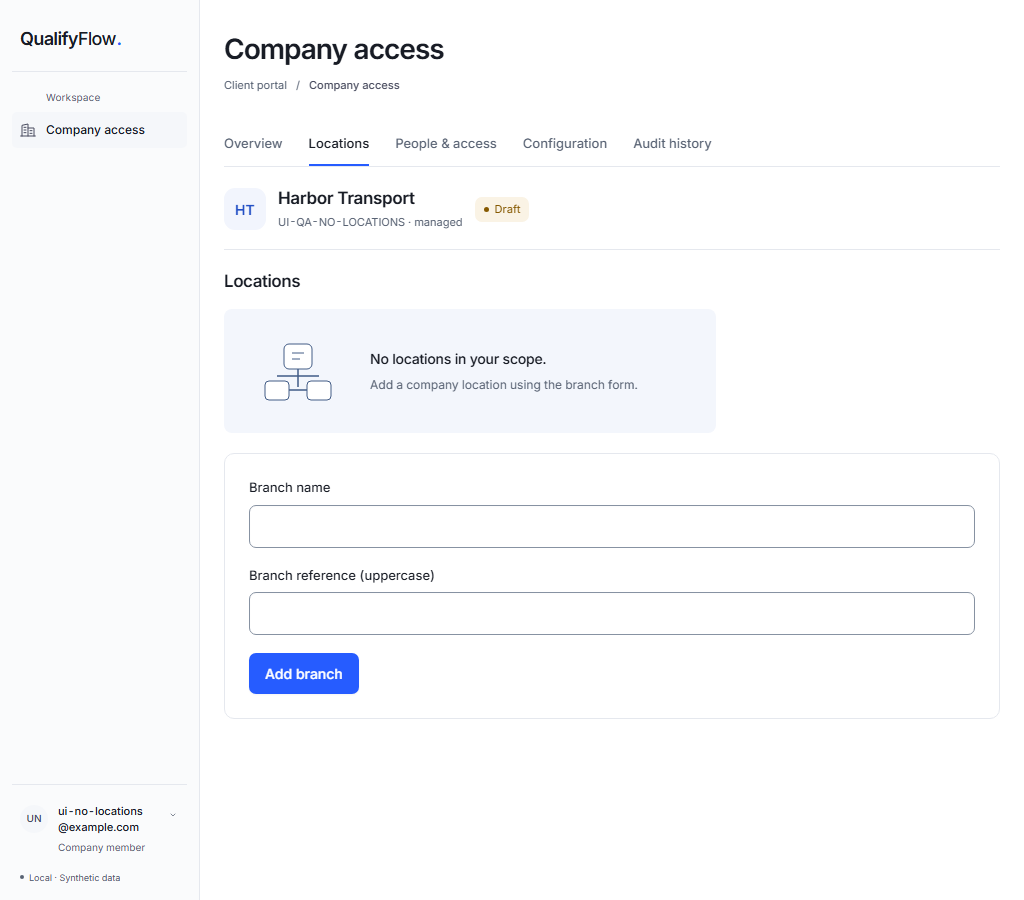 QualifyFlow.
Workspace
Company access
UN
ui-no-locations
@example.com
Company member
Local · Synthetic data
Company access
Client portal / Company access
Overview Locations People & access Configuration Audit history
HT
Harbor Transport
UI-QA-NO-LOCATIONS · managed
Draft
Locations
No locations in your scope.
Add a company location using the branch form.
Branch name
Branch reference (uppercase)
Add branch